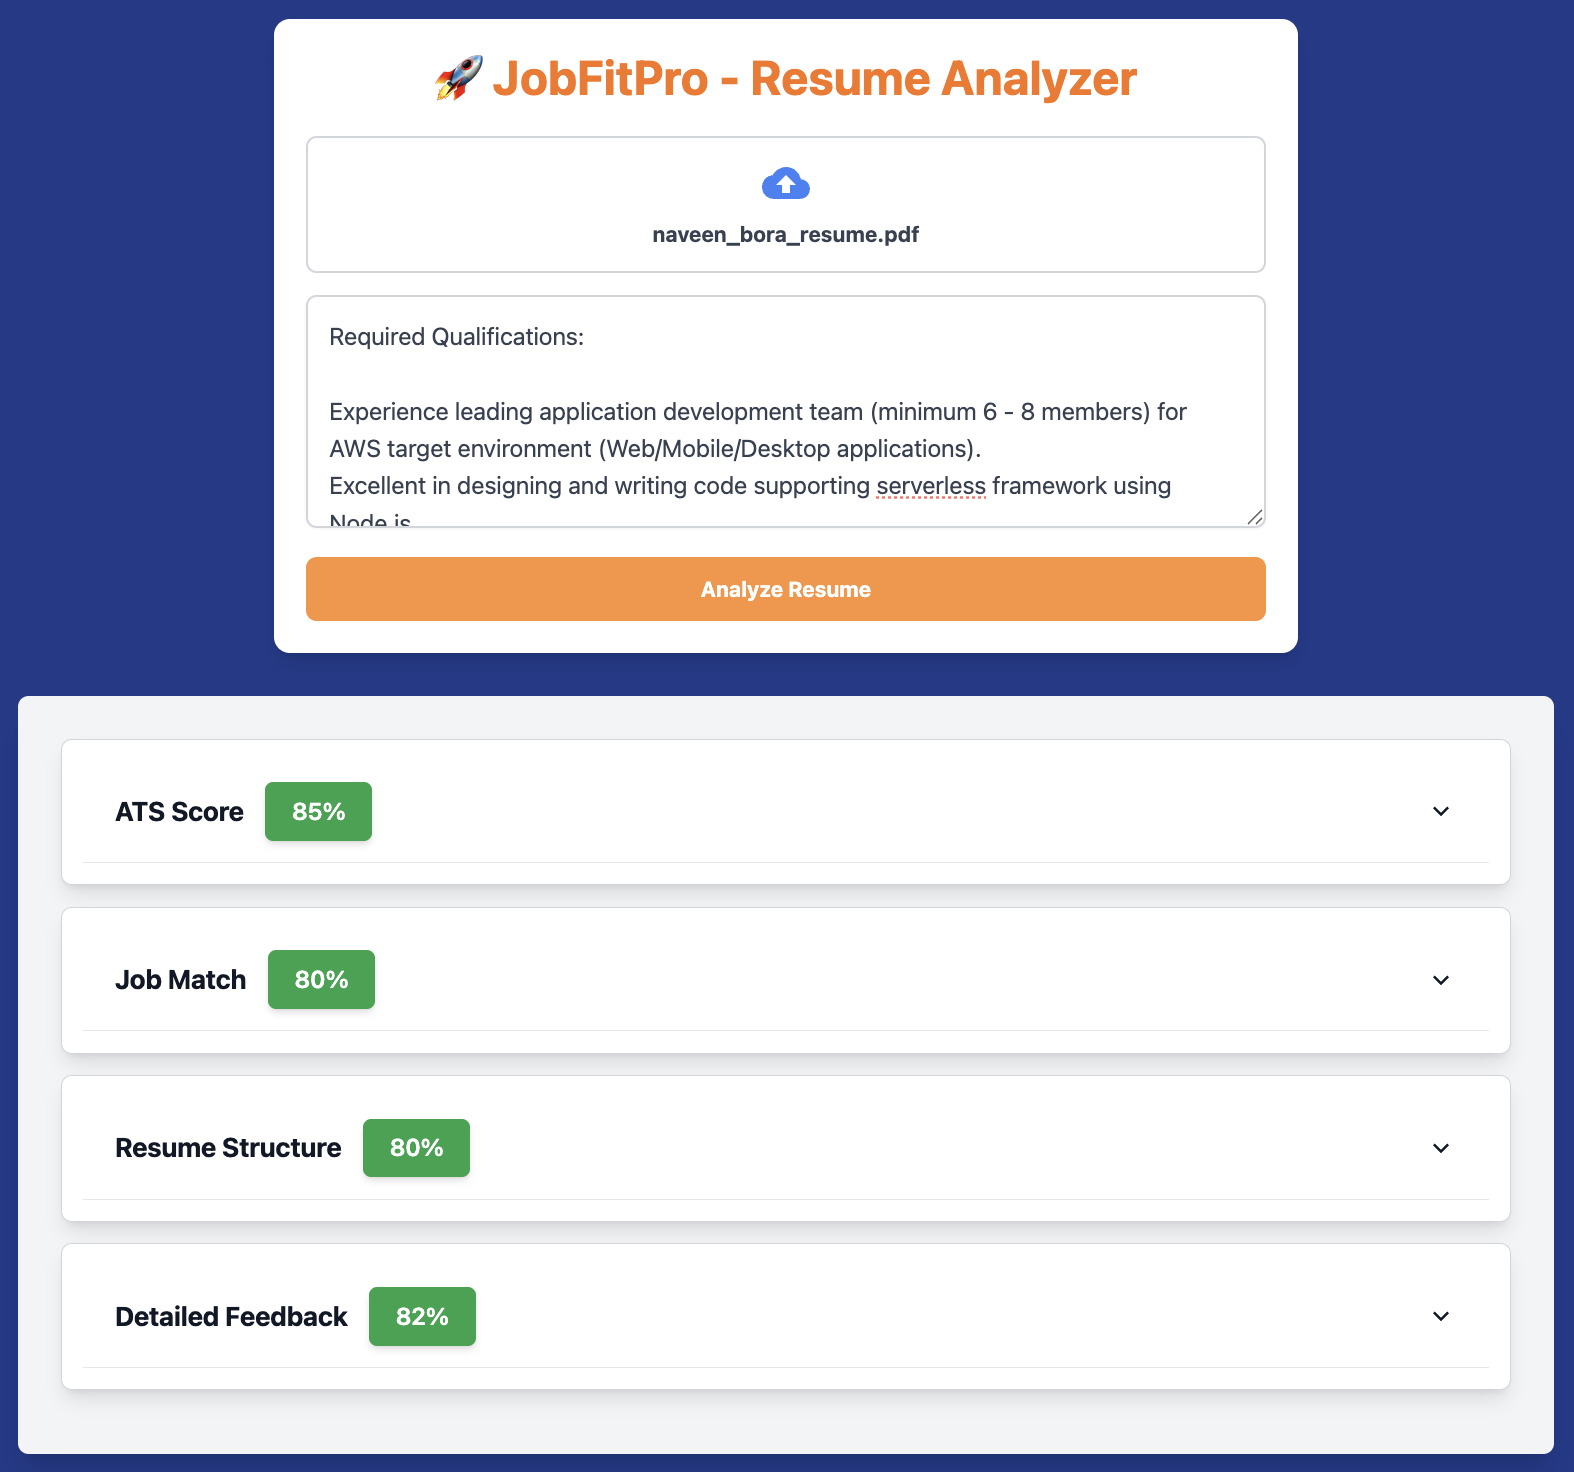 🚀 JobFitPro - Resume Analyzer
naveen_bora_resume.pdf
Required Qualifications:
Experience leading application development team (minimum 6 - 8 members) for
AWS target environment (Web/Mobile/Desktop applications).
Excellent in designing and writing code supporting serverless framework using
Node.js
Analyze Resume
ATS Score 85%
Job Match 80%
Resume Structure 80%
Detailed Feedback 82%